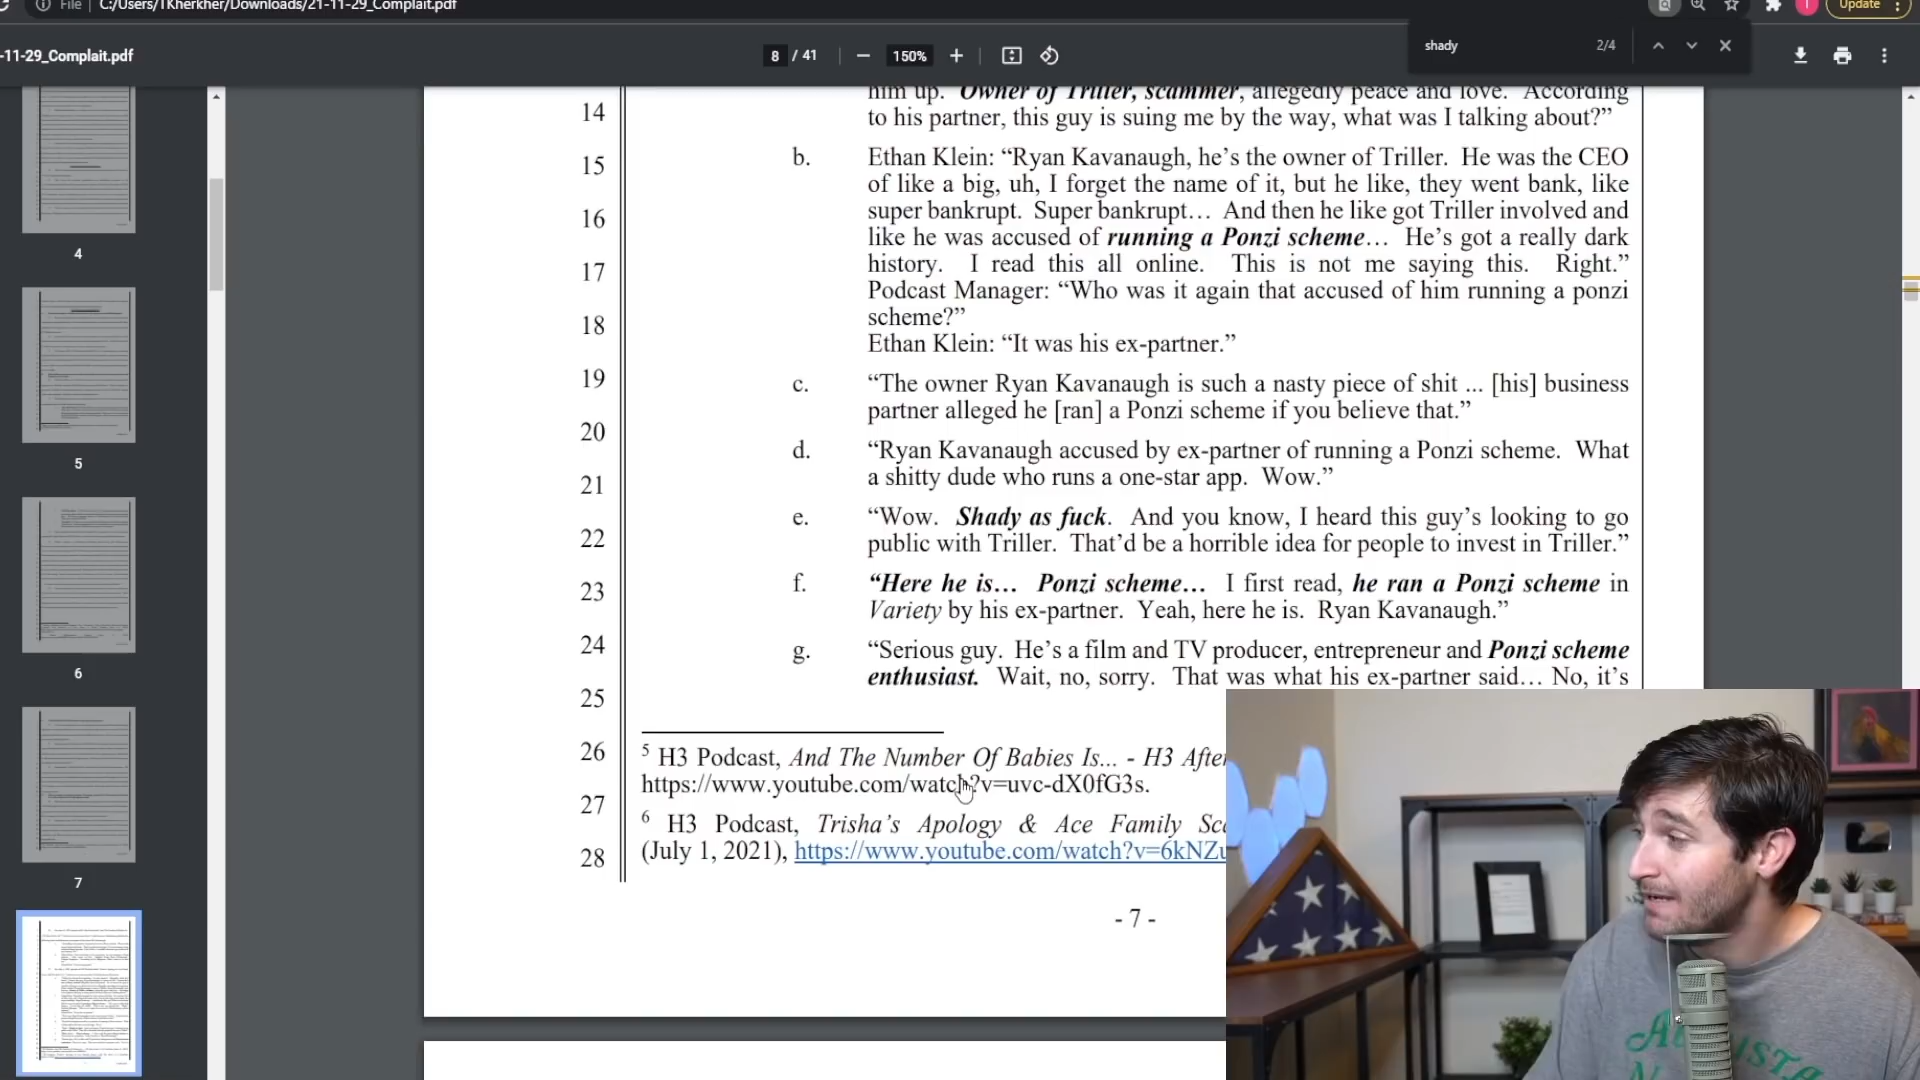 File C:/Users/TKherkher/Downloads/21-11-29_Complait.pdf
Update
-11-29_Complait.pdf
8 / 41
150%
shady
2/4
4
5
6
7
14
15
16
17
18
19
20
21
22
23
24
25
26
27
28
him up. Owner of Triller, scammer, allegedly peace and love. According
to his partner, this guy is suing me by the way, what was I talking about?”
b. Ethan Klein: “Ryan Kavanaugh, he’s the owner of Triller. He was the CEO
of like a big, uh, I forget the name of it, but he like, they went bank, like
super bankrupt. Super bankrupt… And then he like got Triller involved and
like he was accused of running a Ponzi scheme… He’s got a really dark
history. I read this all online. This is not me saying this. Right.”
Podcast Manager: “Who was it again that accused of him running a ponzi
scheme?”
Ethan Klein: “It was his ex-partner.”
c. “The owner Ryan Kavanaugh is such a nasty piece of shit ... [his] business
partner alleged he [ran] a Ponzi scheme if you believe that.”
d. “Ryan Kavanaugh accused by ex-partner of running a Ponzi scheme. What
a shitty dude who runs a one-star app. Wow.”
e. “Wow. Shady as fuck. And you know, I heard this guy’s looking to go
public with Triller. That’d be a horrible idea for people to invest in Triller.”
f. “Here he is… Ponzi scheme… I first read, he ran a Ponzi scheme in
Variety by his ex-partner. Yeah, here he is. Ryan Kavanaugh.”
g. “Serious guy. He’s a film and TV producer, entrepreneur and Ponzi scheme
enthusiast. Wait, no, sorry. That was what his ex-partner said… No, it’s
5 H3 Podcast, And The Number Of Babies Is... - H3 After
https://www.youtube.com/watch?v=uvc-dX0fG3s.
6 H3 Podcast, Trisha’s Apology & Ace Family Sc
(July 1, 2021), https://www.youtube.com/watch?v=6kNZ
- 7 -